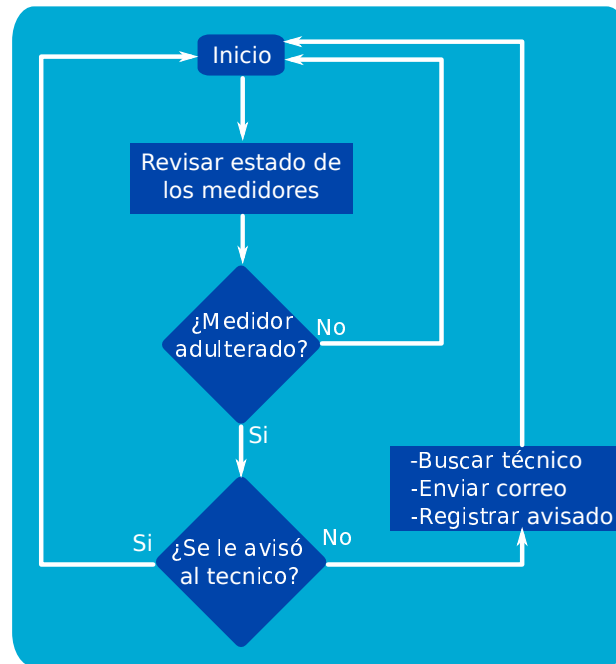 Inicio
Revisar estado de
los medidores
¿Medidor
adulterado?
No
Si
-Buscar técnico
-Enviar correo
-Registrar avisado
Si
¿Se le avisó
al tecnico?
No